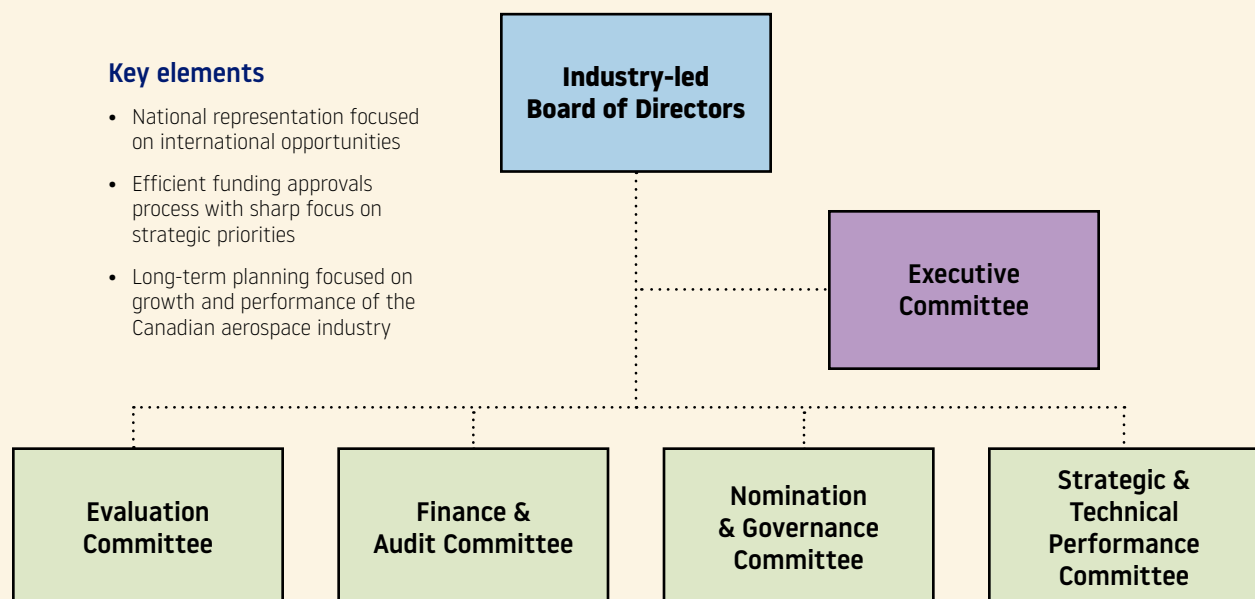 Key elements
• National representation focused
on international opportunities
• Efficient funding approvals
process with sharp focus on
strategic priorities
• Long-term planning focused on
growth and performance of the
Canadian aerospace industry
Industry-led
Board of Directors
Executive
Committee
Evaluation
Committee
Finance &
Audit Committee
Nomination
& Governance
Committee
Strategic &
Technical
Performance
Committee